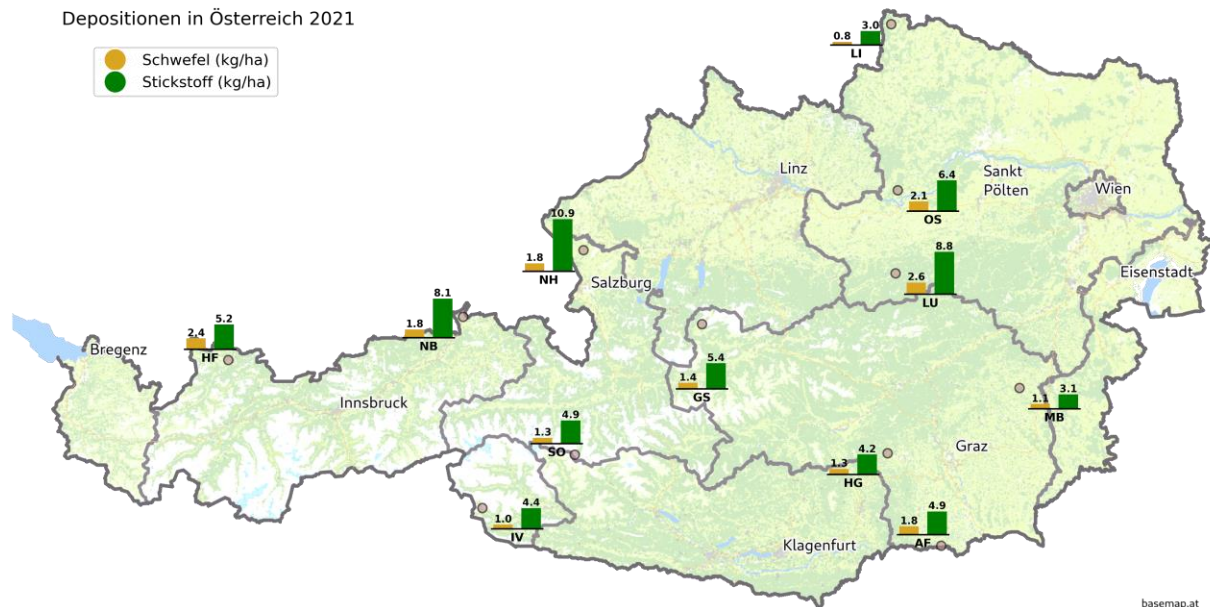 Depositionen in Österreich 2021
Schwefel (kg/ha)
Stickstoff (kg/ha)
0.8 3.0
LI
Linz
Sankt
Pölten
Wien
2.1 6.4
OS
1.8 10.9
NH
Salzburg
2.6 8.8
LU
Eisenstadt
1.8 8.1
NB
2.4 5.2
HF
Bregenz
Innsbruck
1.4 5.4
GS
1.1 3.1
MB
1.3 4.9
SO
Graz
1.3 4.2
HG
1.0 4.4
IV
1.8 4.9
AF
Klagenfurt
basemap.at